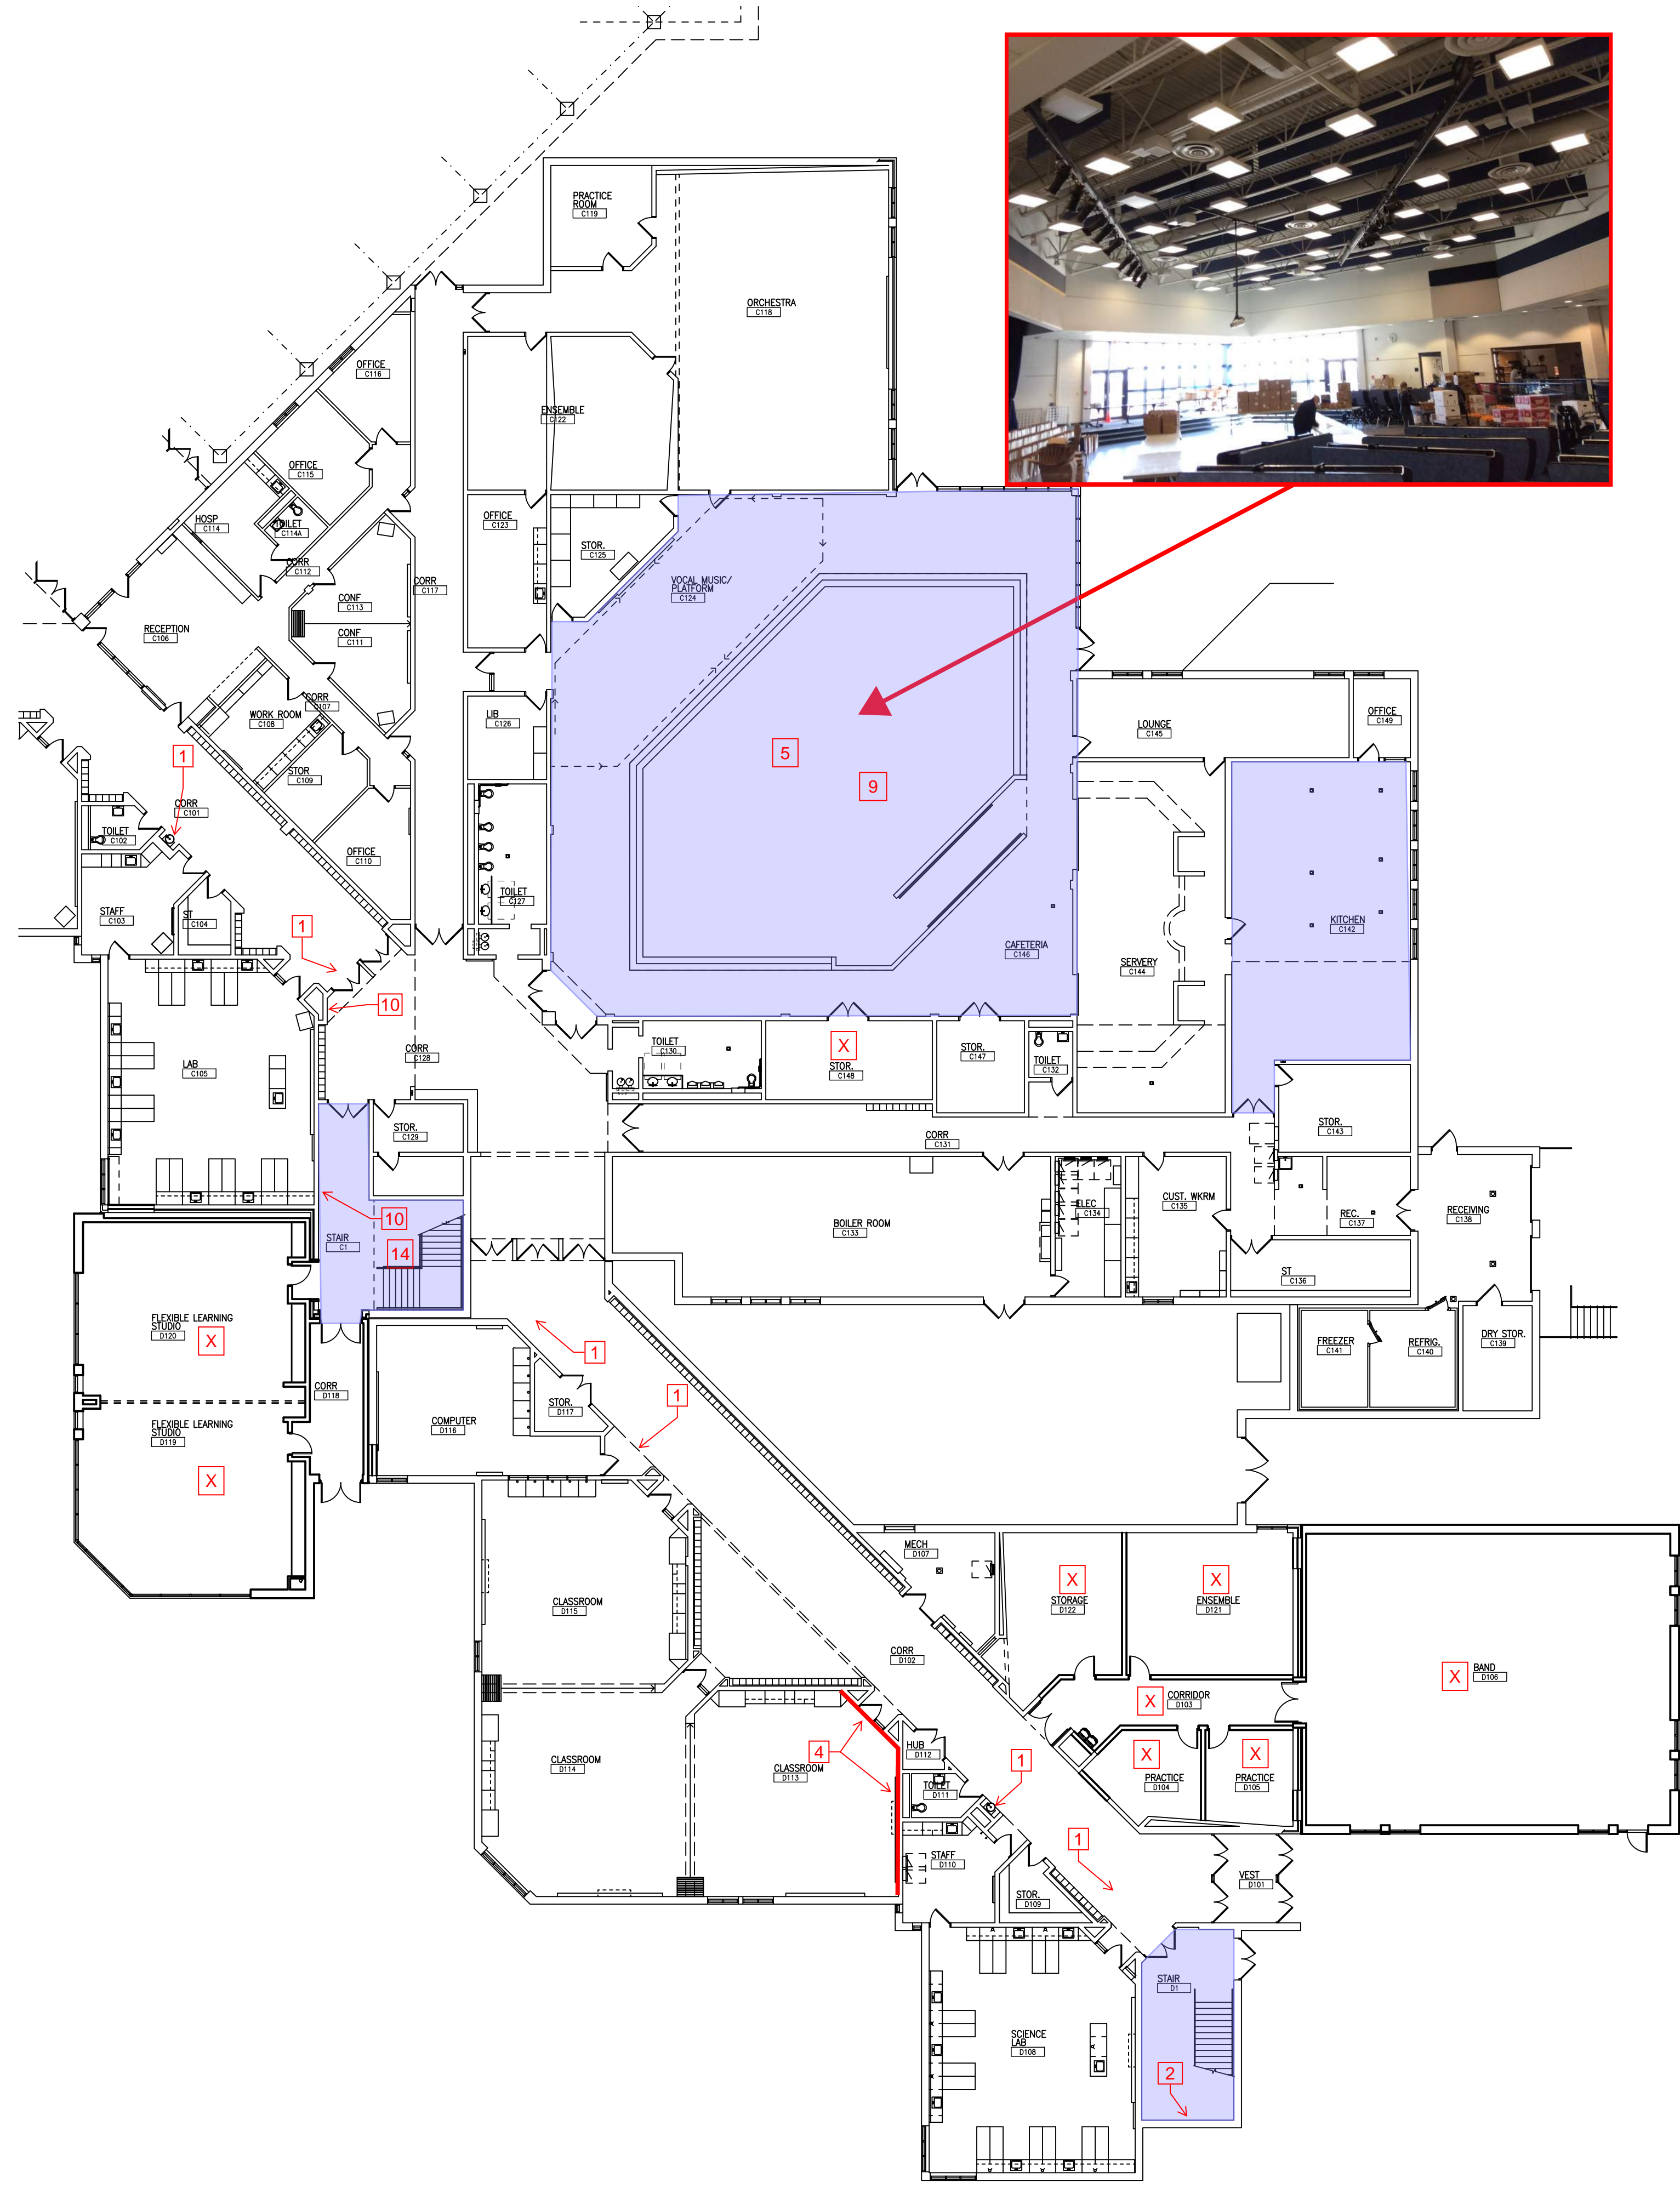 PRACTICE
ROOM
C119
ORCHESTRA
C118
OFFICE
C116
ENSEMBLE
C122
OFFICE
C115
OFFICE
C123
HOSP
C114
TOILET
C114A
STOR.
C125
CORR
C112
CORR
C117
VOCAL MUSIC/
PLATFORM
C124
CONF
C113
RECEPTION
C106
CONF
C111
CORR
C107
WORK ROOM
C108
LIB
C126
LOUNGE
C145
OFFICE
C149
1
5
STOR
C109
9
CORR
C101
TOILET
C102
OFFICE
C110
TOILET
C127
STAFF
C103
ST
C104
1
KITCHEN
C142
CAFETERIA
C146
SERVERY
C144
10
CORR
C128
TOILET
C130
X
STOR.
C148
STOR.
C147
TOILET
C132
LAB
C105
STOR.
C129
CORR
C131
STOR.
C143
10
STAIR
C1
14
BOILER ROOM
C133
ELEC
C134
CUST. WKRM
C135
REC.
C137
RECEIVING
C138
ST
C136
FLEXIBLE LEARNING
STUDIO
D120
X
1
FREEZER
C141
REFRIG.
C140
DRY STOR.
C139
CORR
D118
STOR.
D117
1
FLEXIBLE LEARNING
STUDIO
D119
COMPUTER
D116
X
MECH
D107
X
STORAGE
D122
X
ENSEMBLE
D121
CLASSROOM
D115
CORR
D102
X
BAND
D106
X
CORRIDOR
D103
HUB
D112
4
CLASSROOM
D114
CLASSROOM
D113
1
X
PRACTICE
D104
X
PRACTICE
D105
TOILET
D111
1
STAFF
D110
STOR.
D109
VEST
D101
STAIR
D1
SCIENCE
LAB
D108
2